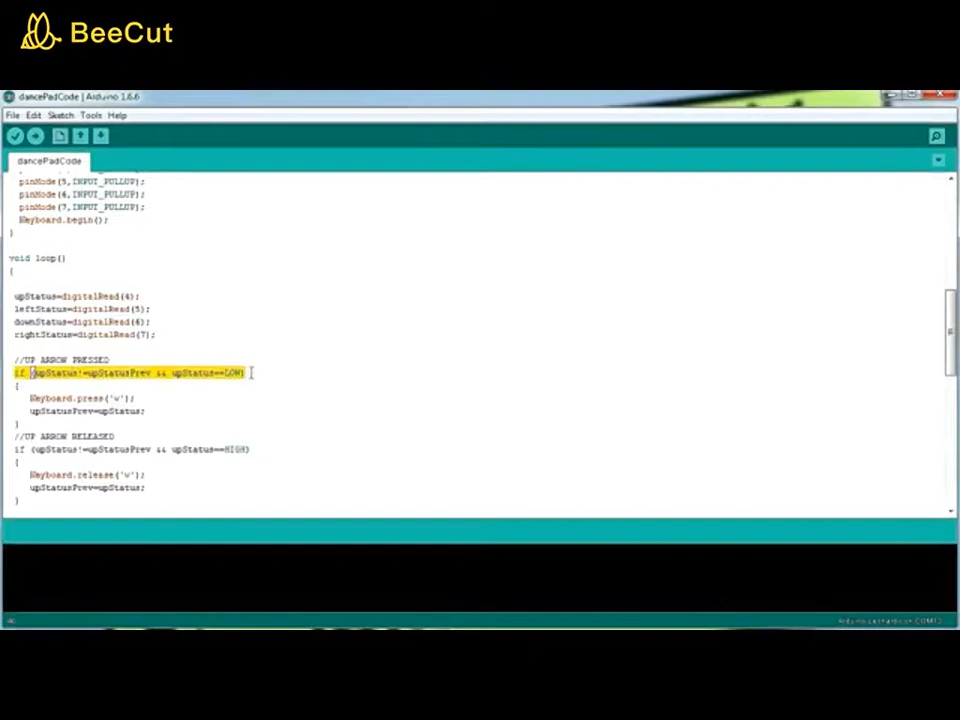 BeeCut
dancePadCode | Arduino 1.6.6
File Edit Sketch Tools Help
dancePadCode
pinMode(5,INPUT_PULLUP);
pinMode(6,INPUT_PULLUP);
pinMode(7,INPUT_PULLUP);
Keyboard.begin();
}
void loop()
{
upStatus=digitalRead(4);
leftStatus=digitalRead(5);
downStatus=digitalRead(6);
rightStatus=digitalRead(7);
//UP ARROW PRESSED
if (upStatus!=upStatusPrev && upStatus==LOW)
{
Keyboard.press('w');
upStatusPrev=upStatus;
}
//UP ARROW RELEASED
if (upStatus!=upStatusPrev && upStatus==HIGH)
{
Keyboard.release('w');
upStatusPrev=upStatus;
}
Arduino Leonardo on